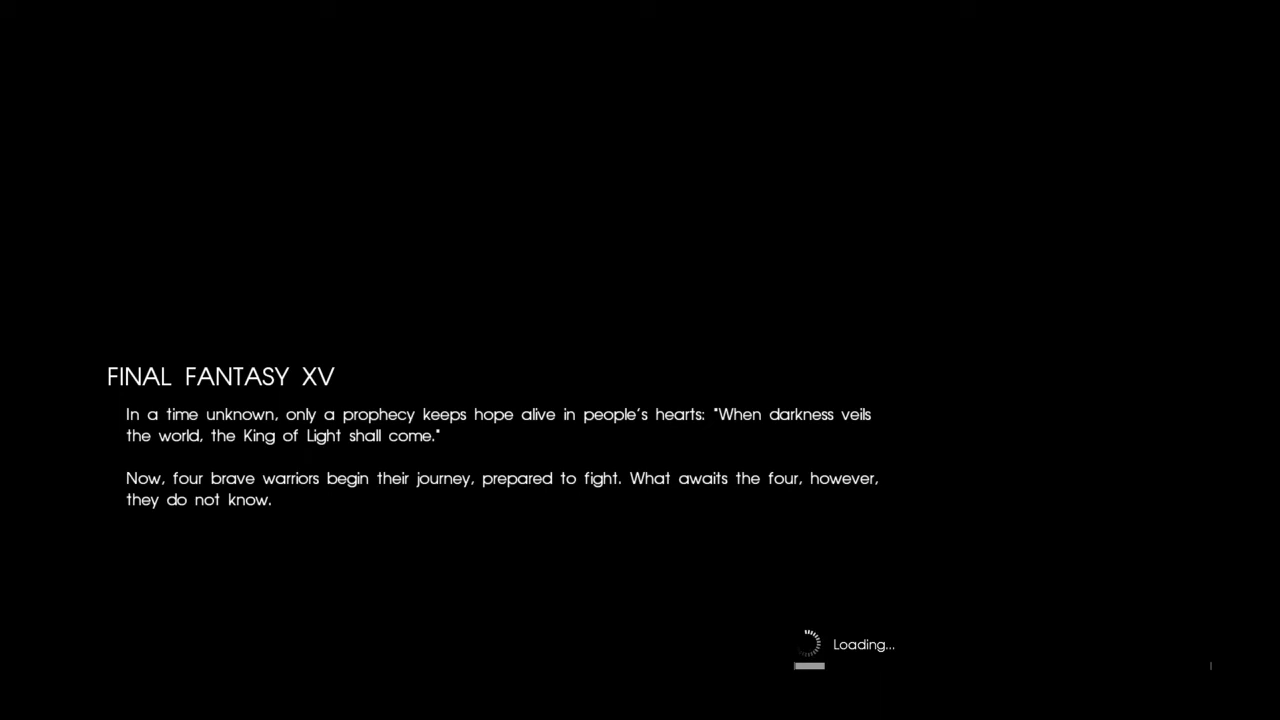 FINAL FANTASY XV
In a time unknown, only a prophecy keeps hope alive in people's hearts: "When darkness veils
the world, the King of Light shall come."
Now, four brave warriors begin their journey, prepared to fight. What awaits the four, however,
they do not know.
Loading...